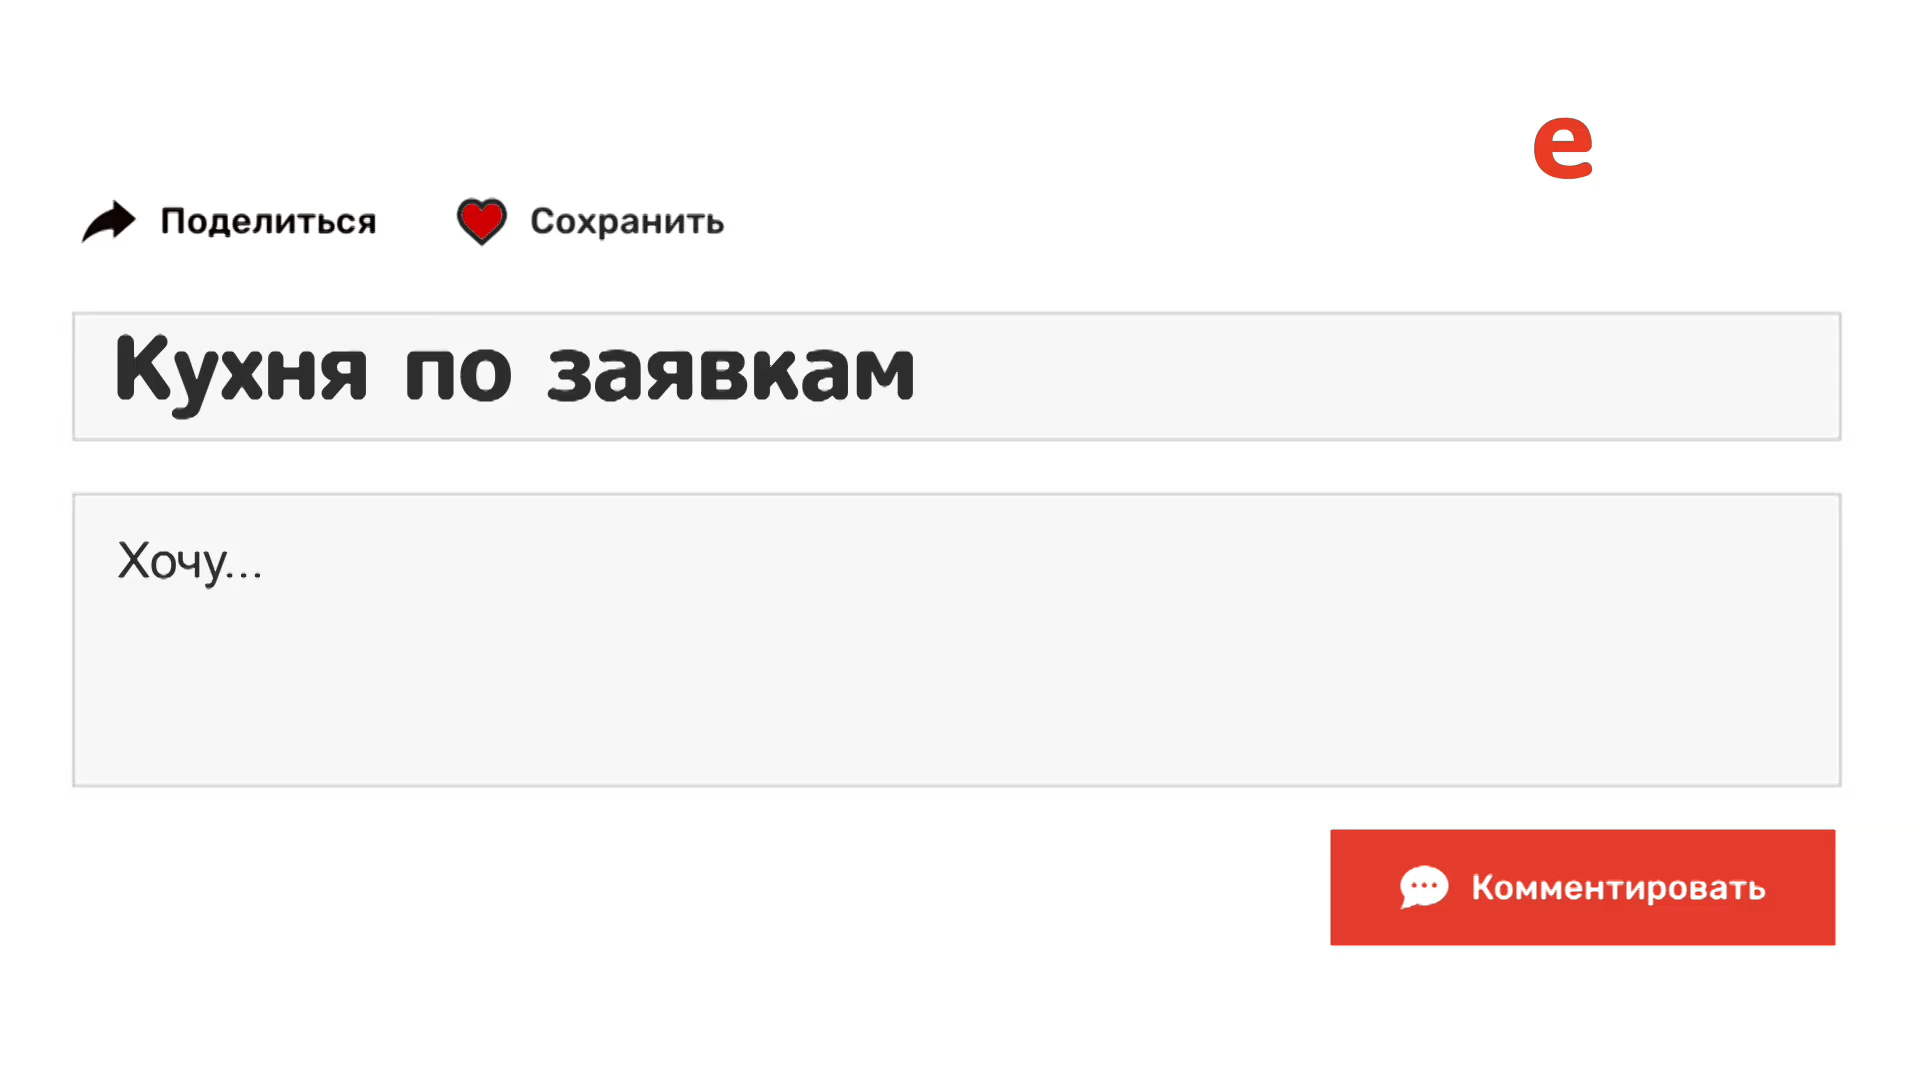 е
Поделиться Сохранить
Кухня по заявкам
Хочу...
Комментировать